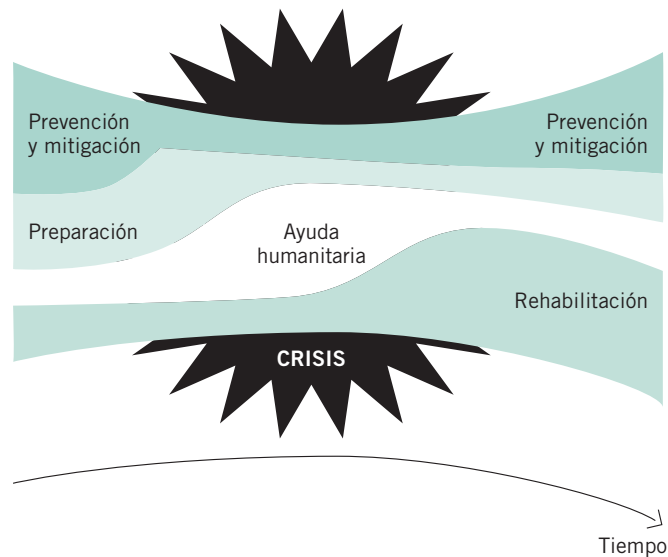 Prevención
y mitigación
Prevención
y mitigación
Preparación
Ayuda
humanitaria
Rehabilitación
CRISIS
Tiempo